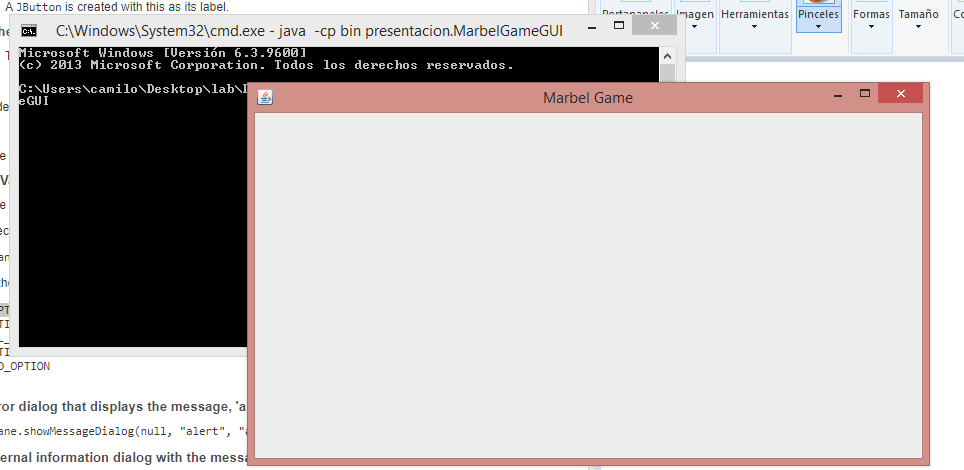 A JButton is created with this as its label.
C:\Windows\System32\cmd.exe - java -cp bin presentacion.MarbelGameGUI
Microsoft Windows [Versión 6.3.9600]
(c) 2013 Microsoft Corporation. Todos los derechos reservados.
C:\Users\camilo\Desktop\lab\
eGUI
Marbel Game
Portapapeles Imagen Herramientas Pinceles Formas Tamaño Co
O_OPTION
ror dialog that displays the message, 'a
ane.showMessageDialog(null, "alert", "a
ernal information dialog with the messa